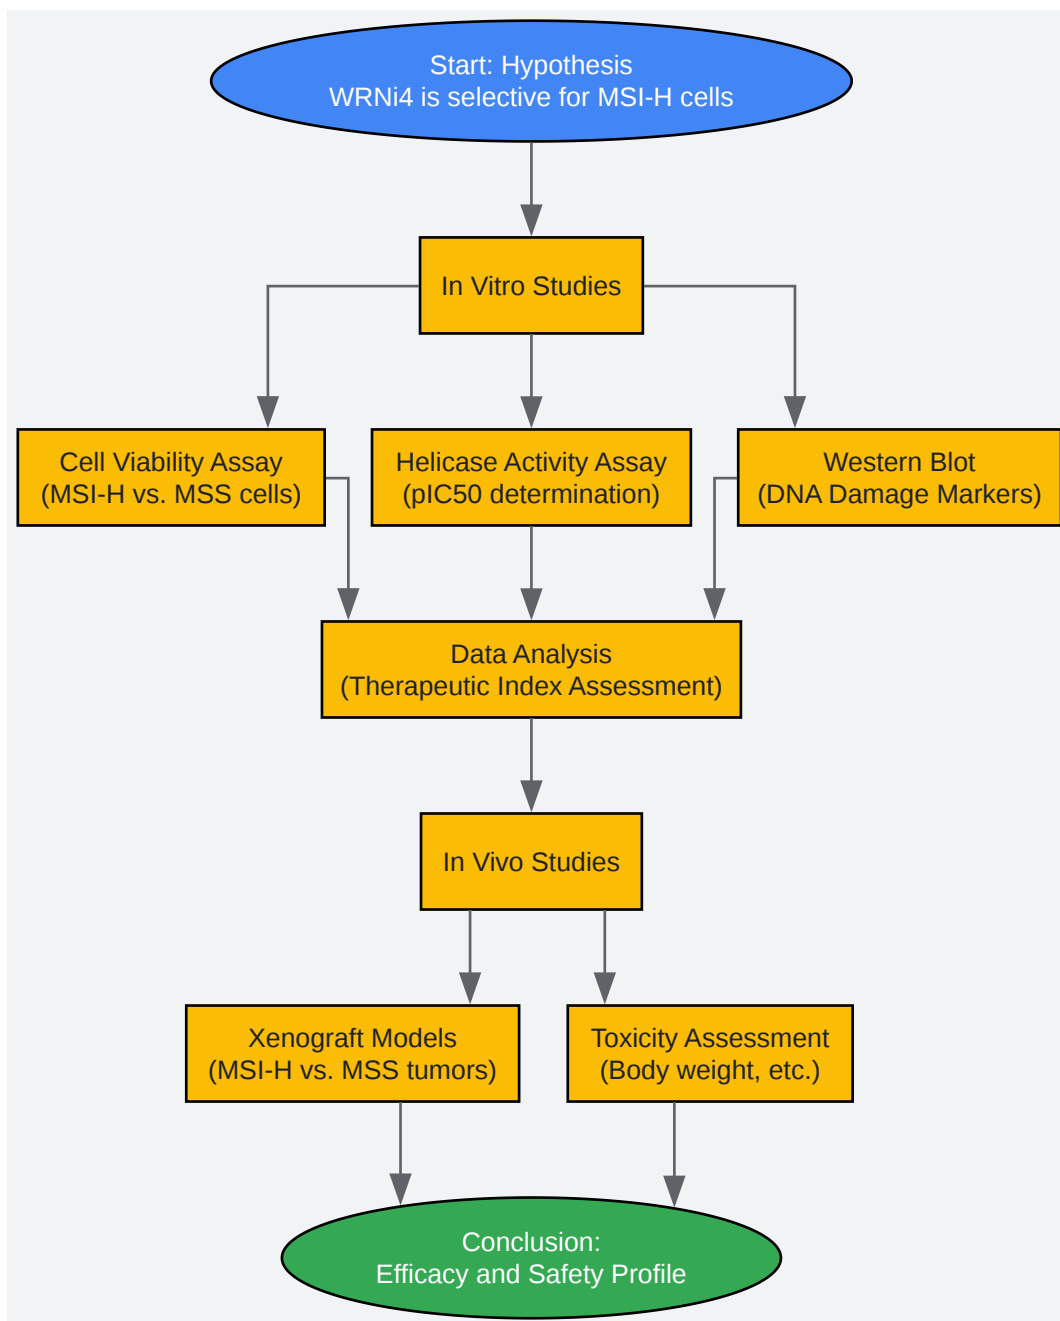 Start: Hypothesis
WRNi4 is selective for MSI-H cells
In Vitro Studies
Cell Viability Assay
(MSI-H vs. MSS cells)
Helicase Activity Assay
(pIC50 determination)
Western Blot
(DNA Damage Markers)
Data Analysis
(Therapeutic Index Assessment)
In Vivo Studies
Xenograft Models
(MSI-H vs. MSS tumors)
Toxicity Assessment
(Body weight, etc.)
Conclusion:
Efficacy and Safety Profile